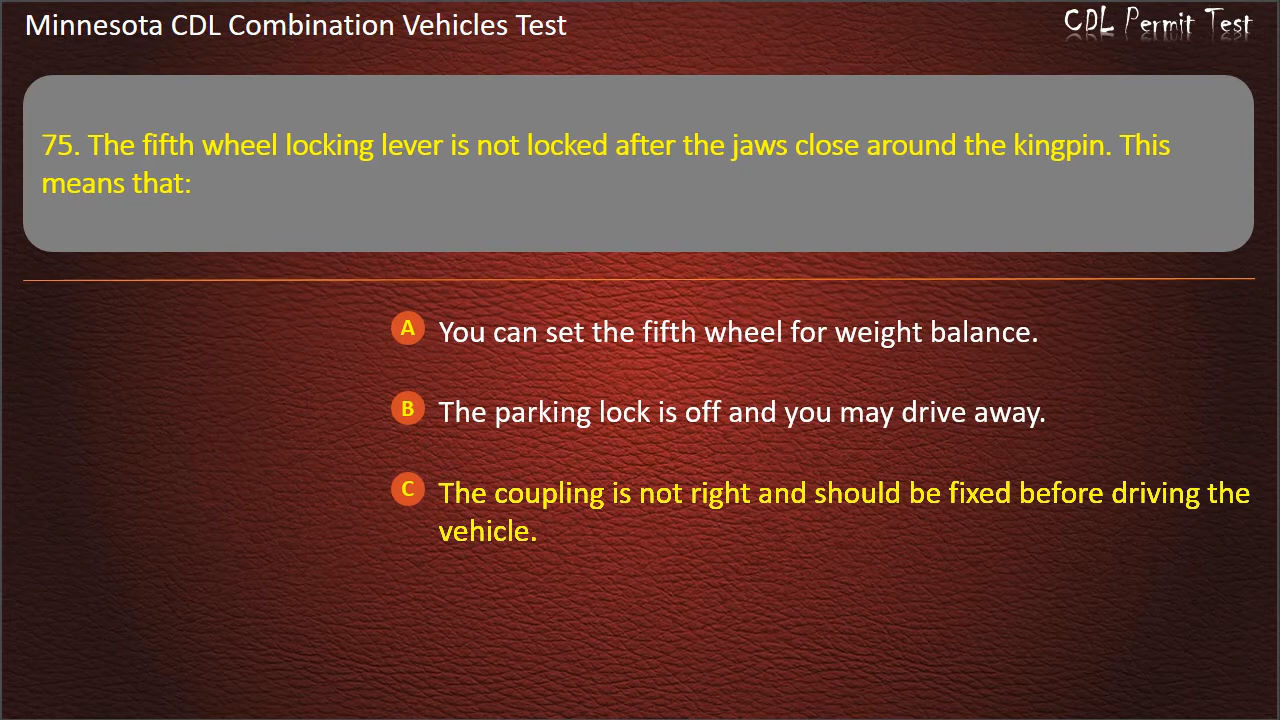 Minnesota CDL Combination Vehicles Test
CDL Permit Test
75. The fifth wheel locking lever is not locked after the jaws close around the kingpin. This
means that:
A You can set the fifth wheel for weight balance.
B The parking lock is off and you may drive away.
C The coupling is not right and should be fixed before driving the
vehicle.